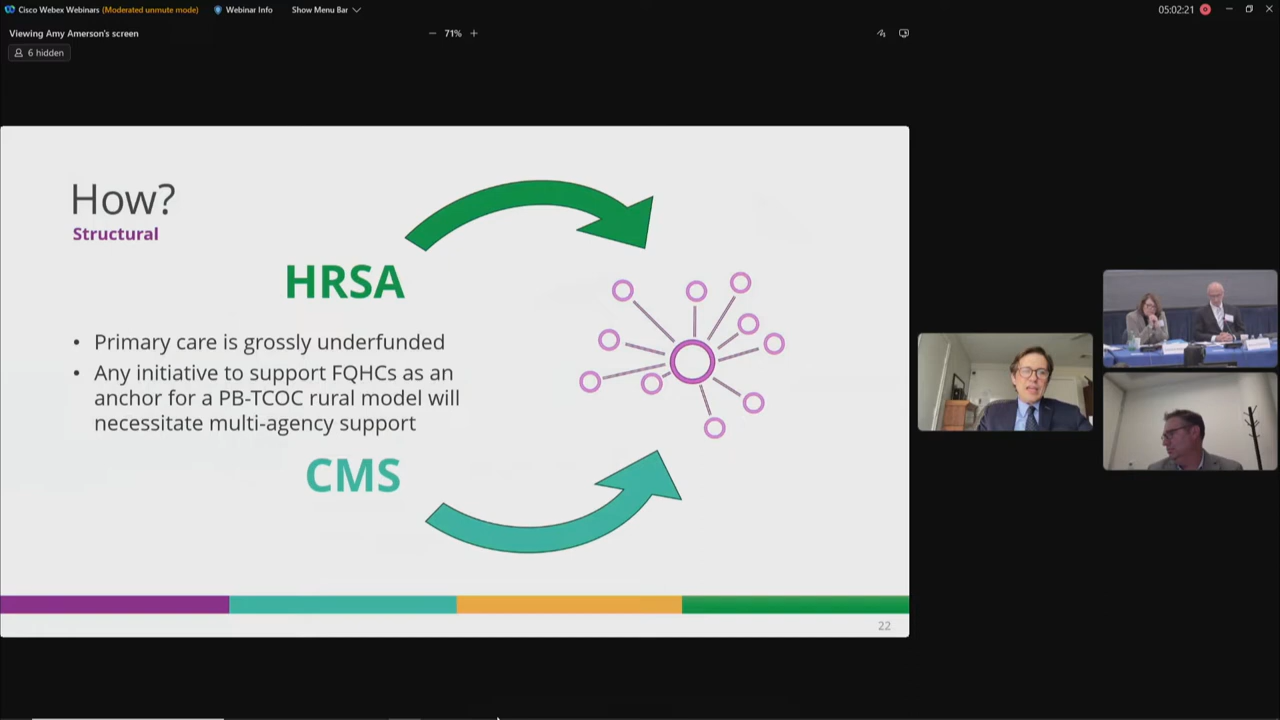 Cisco Webex Webinars (Moderated unmute mode) Webinar Info Show Menu Bar 05:02:21
Viewing Amy Amerson's screen 71%
6 hidden
How?
Structural
HRSA
• Primary care is grossly underfunded
• Any initiative to support FQHCs as an
anchor for a PB-TCOC rural model will
necessitate multi-agency support
CMS
22